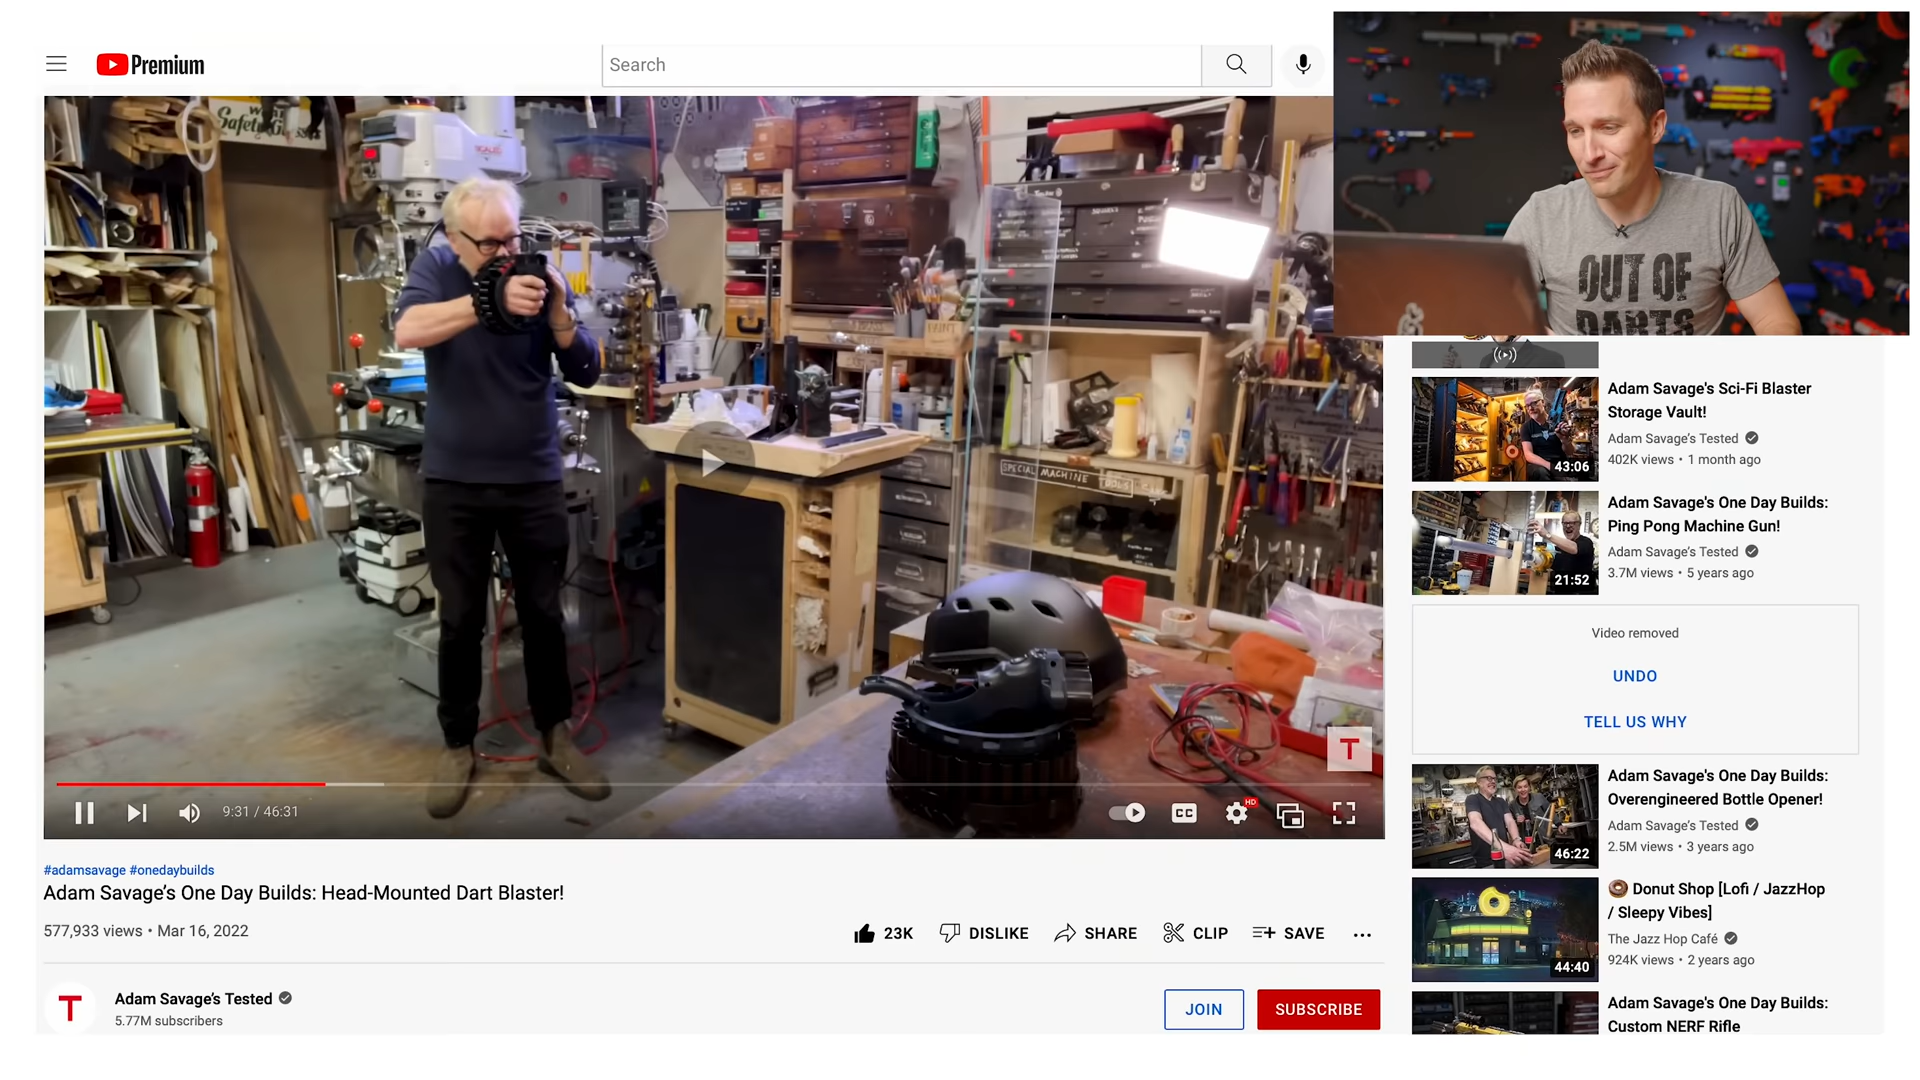 Premium
Search
OUT OF
DARTS
SPECIAL MACHINE
TOOLS
T
9:31 / 46:31
CC
HD
#adamsavage #onedaybuilds
Adam Savage's One Day Builds: Head-Mounted Dart Blaster!
577,933 views • Mar 16, 2022
23K
DISLIKE
SHARE
CLIP
SAVE
T
Adam Savage's Tested
5.77M subscribers
JOIN
SUBSCRIBE
Adam Savage's Sci-Fi Blaster
Storage Vault!
Adam Savage's Tested
402K views • 1 month ago
43:06
Adam Savage's One Day Builds:
Ping Pong Machine Gun!
Adam Savage's Tested
3.7M views • 5 years ago
21:52
Video removed
UNDO
TELL US WHY
Adam Savage's One Day Builds:
Overengineered Bottle Opener!
Adam Savage's Tested
2.5M views • 3 years ago
46:22
🍩 Donut Shop [Lofi / JazzHop
/ Sleepy Vibes]
The Jazz Hop Café
924K views • 2 years ago
44:40
Adam Savage's One Day Builds:
Custom NERF Rifle